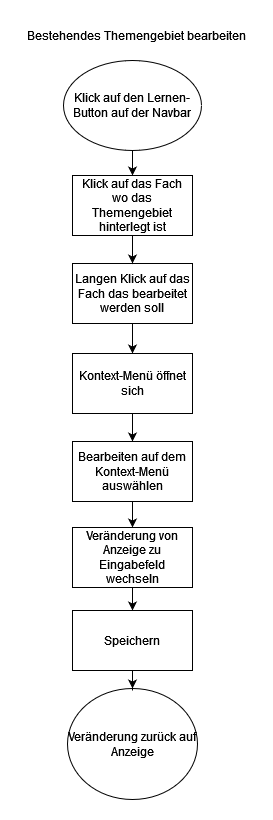 Bestehendes Themengebiet bearbeiten
Klick auf den Lernen-
Button auf der Navbar
Klick auf das Fach
wo das
Themengebiet
hinterlegt ist
Langen Klick auf das
Fach das bearbeitet
werden soll
Kontext-Menü öffnet
sich
Bearbeiten auf dem
Kontext-Menü
auswählen
Veränderung von
Anzeige zu
Eingabefeld
wechseln
Speichern
Veränderung zurück auf
Anzeige